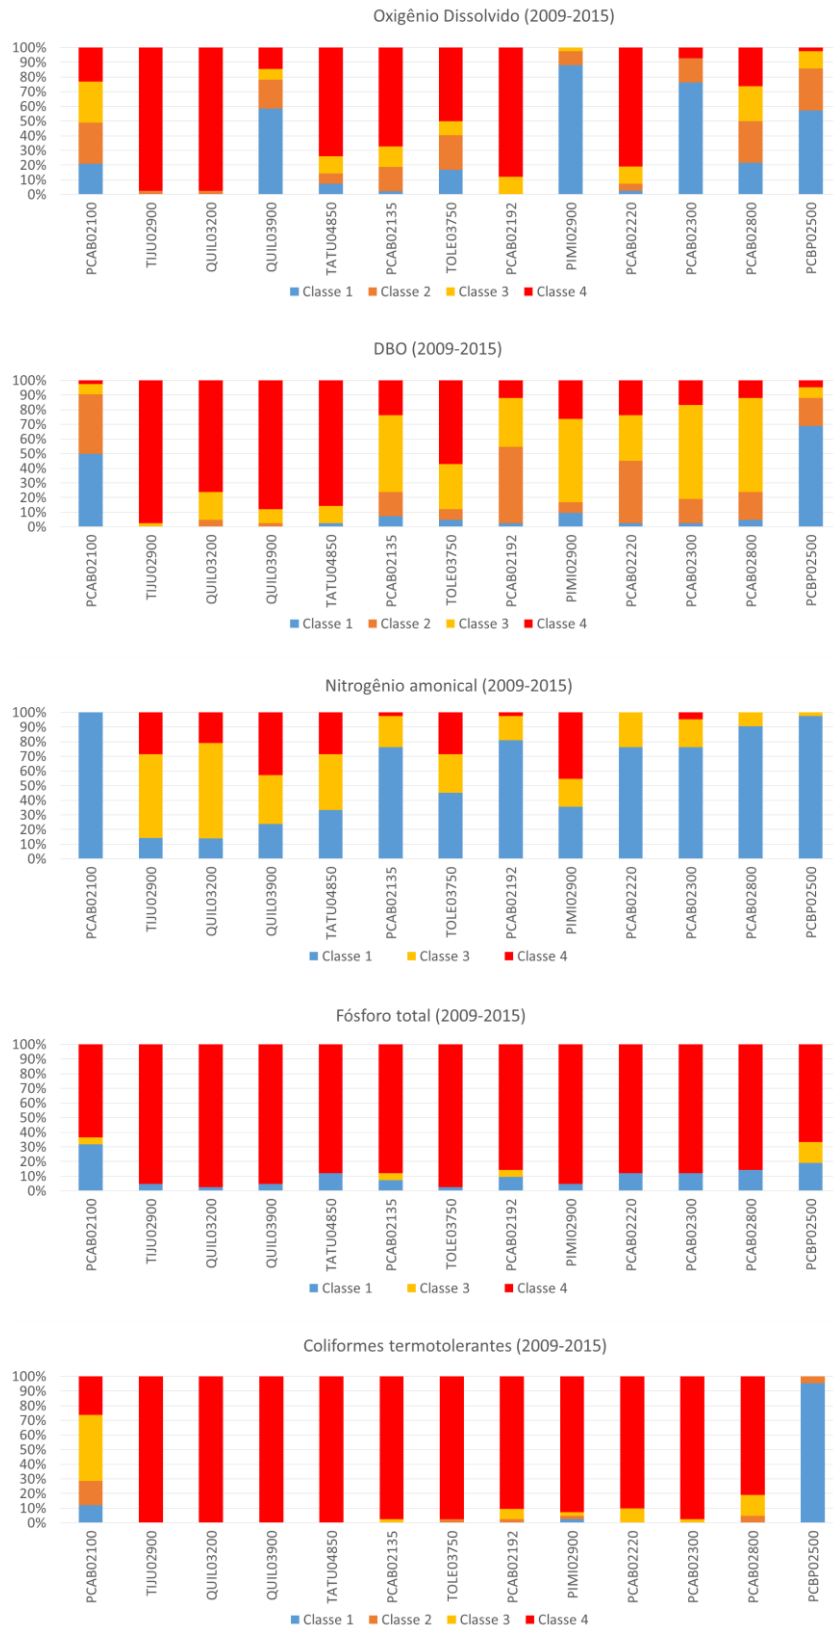 Oxigênio Dissolvido (2009-2015)
100%
90%
80%
70%
60%
50%
40%
30%
20%
10%
0%
PCAB02100
TIJU02900
QUIL03200
QUIL03900
TATU04850
PCAB02135
TOLE03750
PCAB02192
PIMI02900
PCAB02220
PCAB02300
PCAB02800
PCBP02500
Classe 1 Classe 2 Classe 3 Classe 4
DBO (2009-2015)
100%
90%
80%
70%
60%
50%
40%
30%
20%
10%
0%
PCAB02100
TIJU02900
QUIL03200
QUIL03900
TATU04850
PCAB02135
TOLE03750
PCAB02192
PIMI02900
PCAB02220
PCAB02300
PCAB02800
PCBP02500
Classe 1 Classe 2 Classe 3 Classe 4
Nitrogênio amonical (2009-2015)
100%
90%
80%
70%
60%
50%
40%
30%
20%
10%
0%
PCAB02100
TIJU02900
QUIL03200
QUIL03900
TATU04850
PCAB02135
TOLE03750
PCAB02192
PIMI02900
PCAB02220
PCAB02300
PCAB02800
PCBP02500
Classe 1 Classe 3 Classe 4
Fósforo total (2009-2015)
100%
90%
80%
70%
60%
50%
40%
30%
20%
10%
0%
PCAB02100
TIJU02900
QUIL03200
QUIL03900
TATU04850
PCAB02135
TOLE03750
PCAB02192
PIMI02900
PCAB02220
PCAB02300
PCAB02800
PCBP02500
Classe 1 Classe 3 Classe 4
Coliformes termotolerantes (2009-2015)
100%
90%
80%
70%
60%
50%
40%
30%
20%
10%
0%
PCAB02100
TIJU02900
QUIL03200
QUIL03900
TATU04850
PCAB02135
TOLE03750
PCAB02192
PIMI02900
PCAB02220
PCAB02300
PCAB02800
PCBP02500
Classe 1 Classe 2 Classe 3 Classe 4